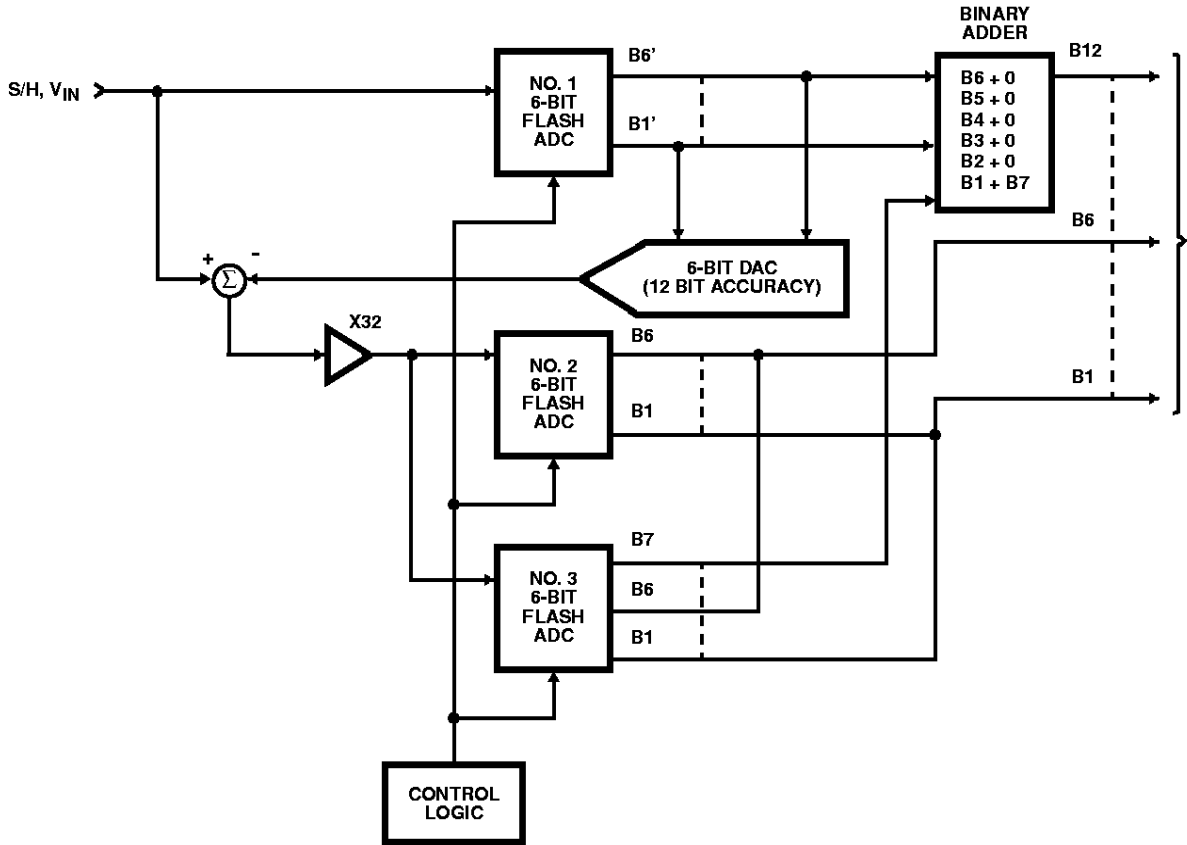 BINARY
ADDER
B12
S/H, VIN
NO. 1
6-BIT
FLASH
ADC
B6'
B1'
B6 + 0
B5 + 0
B4 + 0
B3 + 0
B2 + 0
B1 + B7
B6
+
-
Σ
6-BIT DAC
(12 BIT ACCURACY)
X32
NO. 2
6-BIT
FLASH
ADC
B6
B1
B1
NO. 3
6-BIT
FLASH
ADC
B7
B6
B1
CONTROL
LOGIC